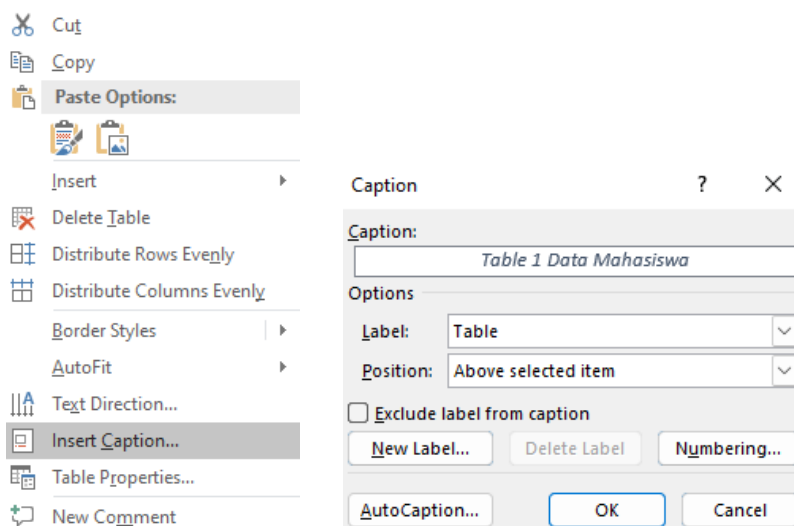 Cut
Copy
Paste Options:
Insert
Delete Table
Distribute Rows Evenly
Distribute Columns Evenly
Border Styles
AutoFit
Text Direction...
Insert Caption...
Table Properties...
New Comment
Caption ? X
Caption:
Table 1 Data Mahasiswa
Options
Label: Table
Position: Above selected item
Exclude label from caption
New Label... Delete Label Numbering...
AutoCaption... OK Cancel